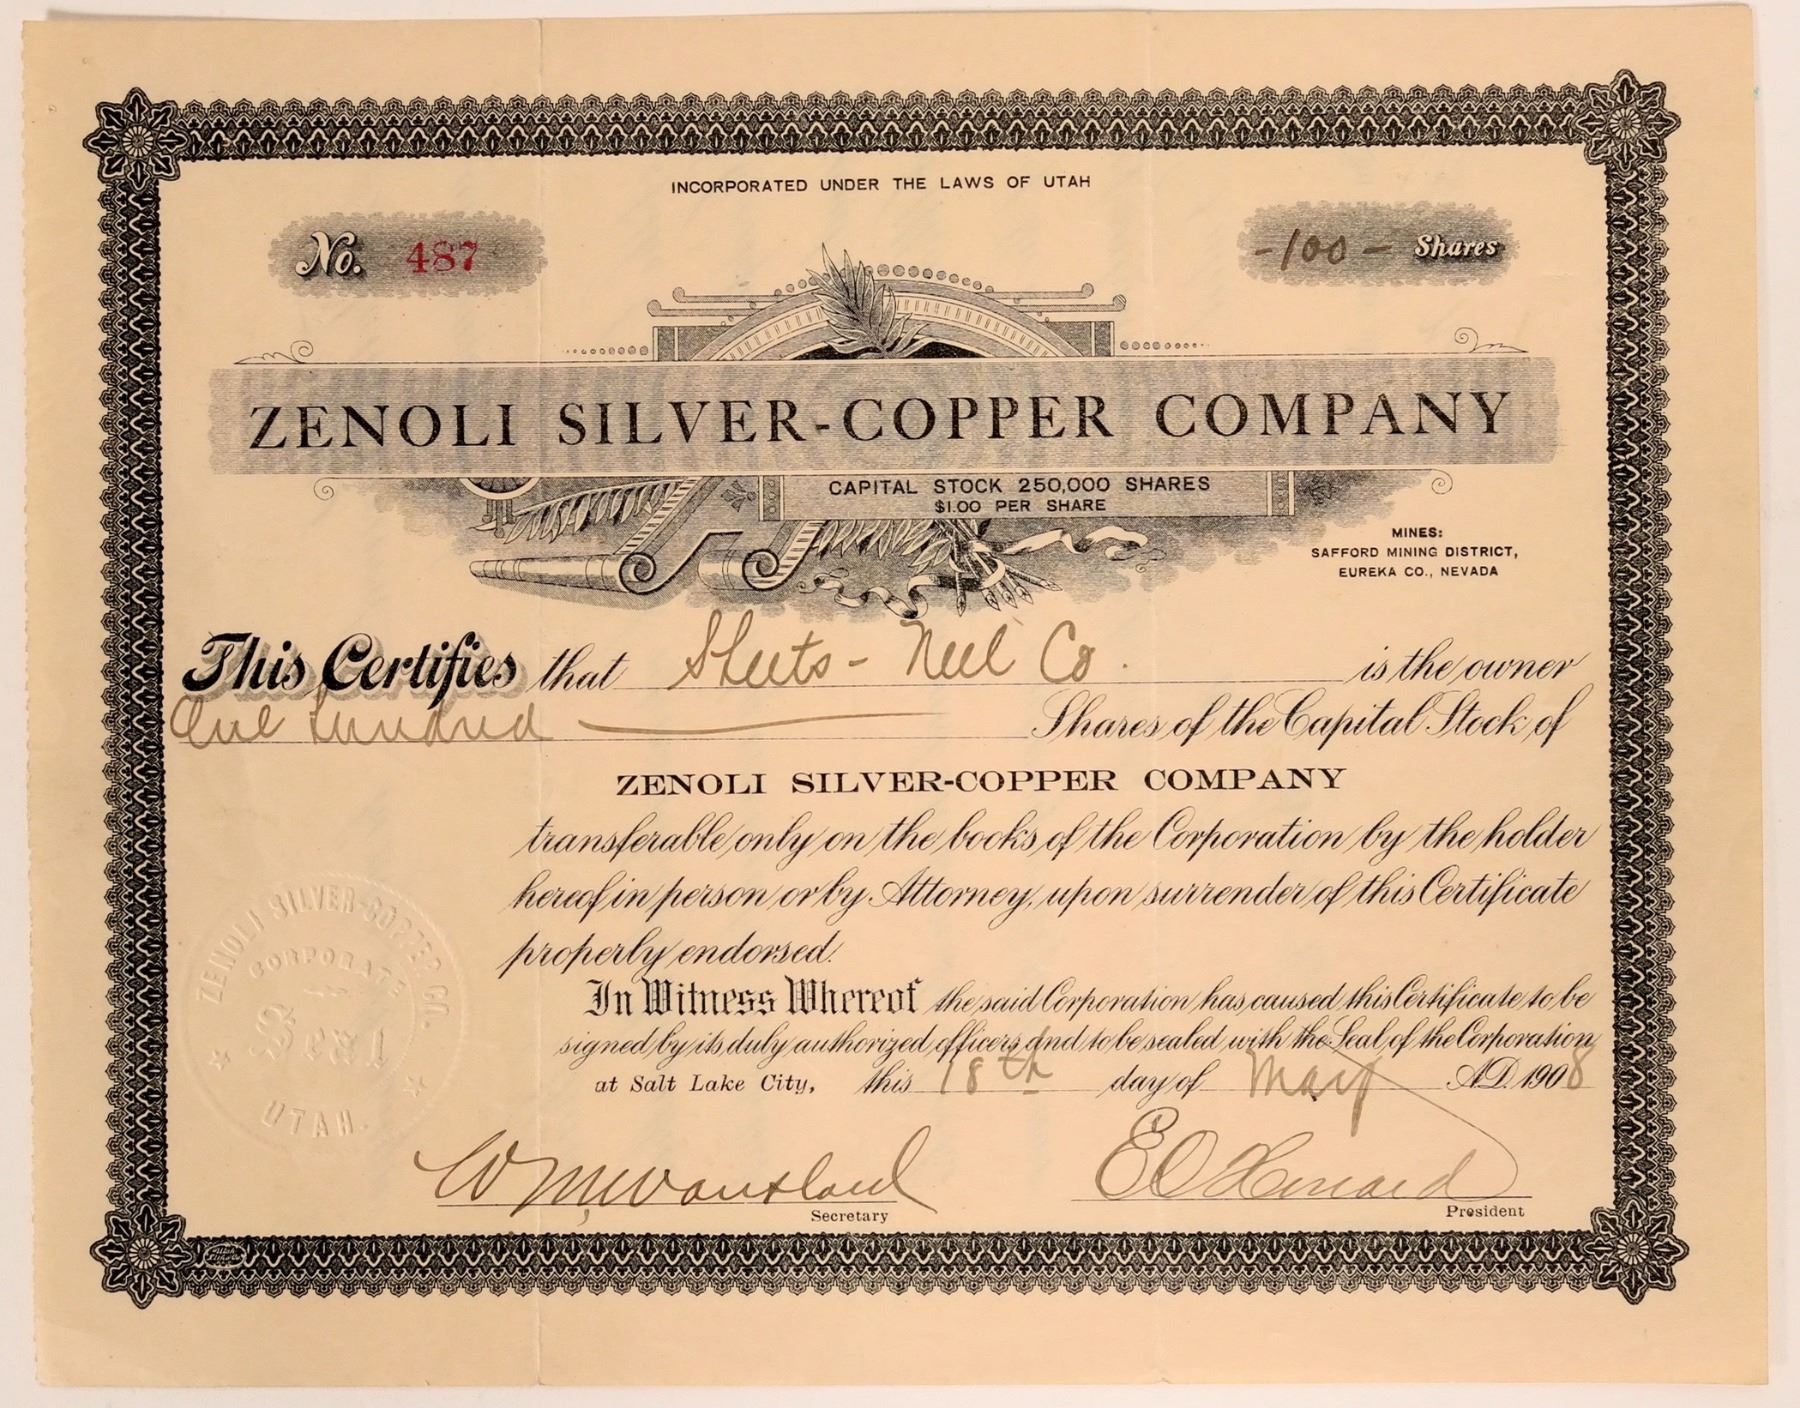 INCORPORATED UNDER THE LAWS OF UTAH
No. 487
-100- Shares
ZENOLI SILVER-COPPER COMPANY
CAPITAL STOCK 250,000 SHARES
$1.00 PER SHARE
MINES:
SAFFORD MINING DISTRICT,
EUREKA CO., NEVADA
This Certifies that Sheets-Neel Co. is the owner
One hundred Shares of the Capital Stock of
ZENOLI SILVER-COPPER COMPANY
transferable only on the books of the Corporation by the holder
hereof in person or by Attorney, upon surrender of this Certificate
properly endorsed.
In Witness Whereof the said Corporation has caused this Certificate to be
signed by its duly authorized officers and to be sealed with the Seal of the Corporation
at Salt Lake City, this 18th day of May A.D. 1908
Secretary
President
ZENOLI SILVER-COPPER CO.
CORPORATE
Seal
UTAH.